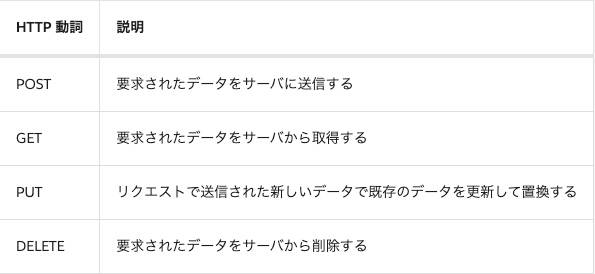 HTTP 動詞 説明
POST 要求されたデータをサーバに送信する
GET 要求されたデータをサーバから取得する
PUT リクエストで送信された新しいデータで既存のデータを更新して置換する
DELETE 要求されたデータをサーバから削除する